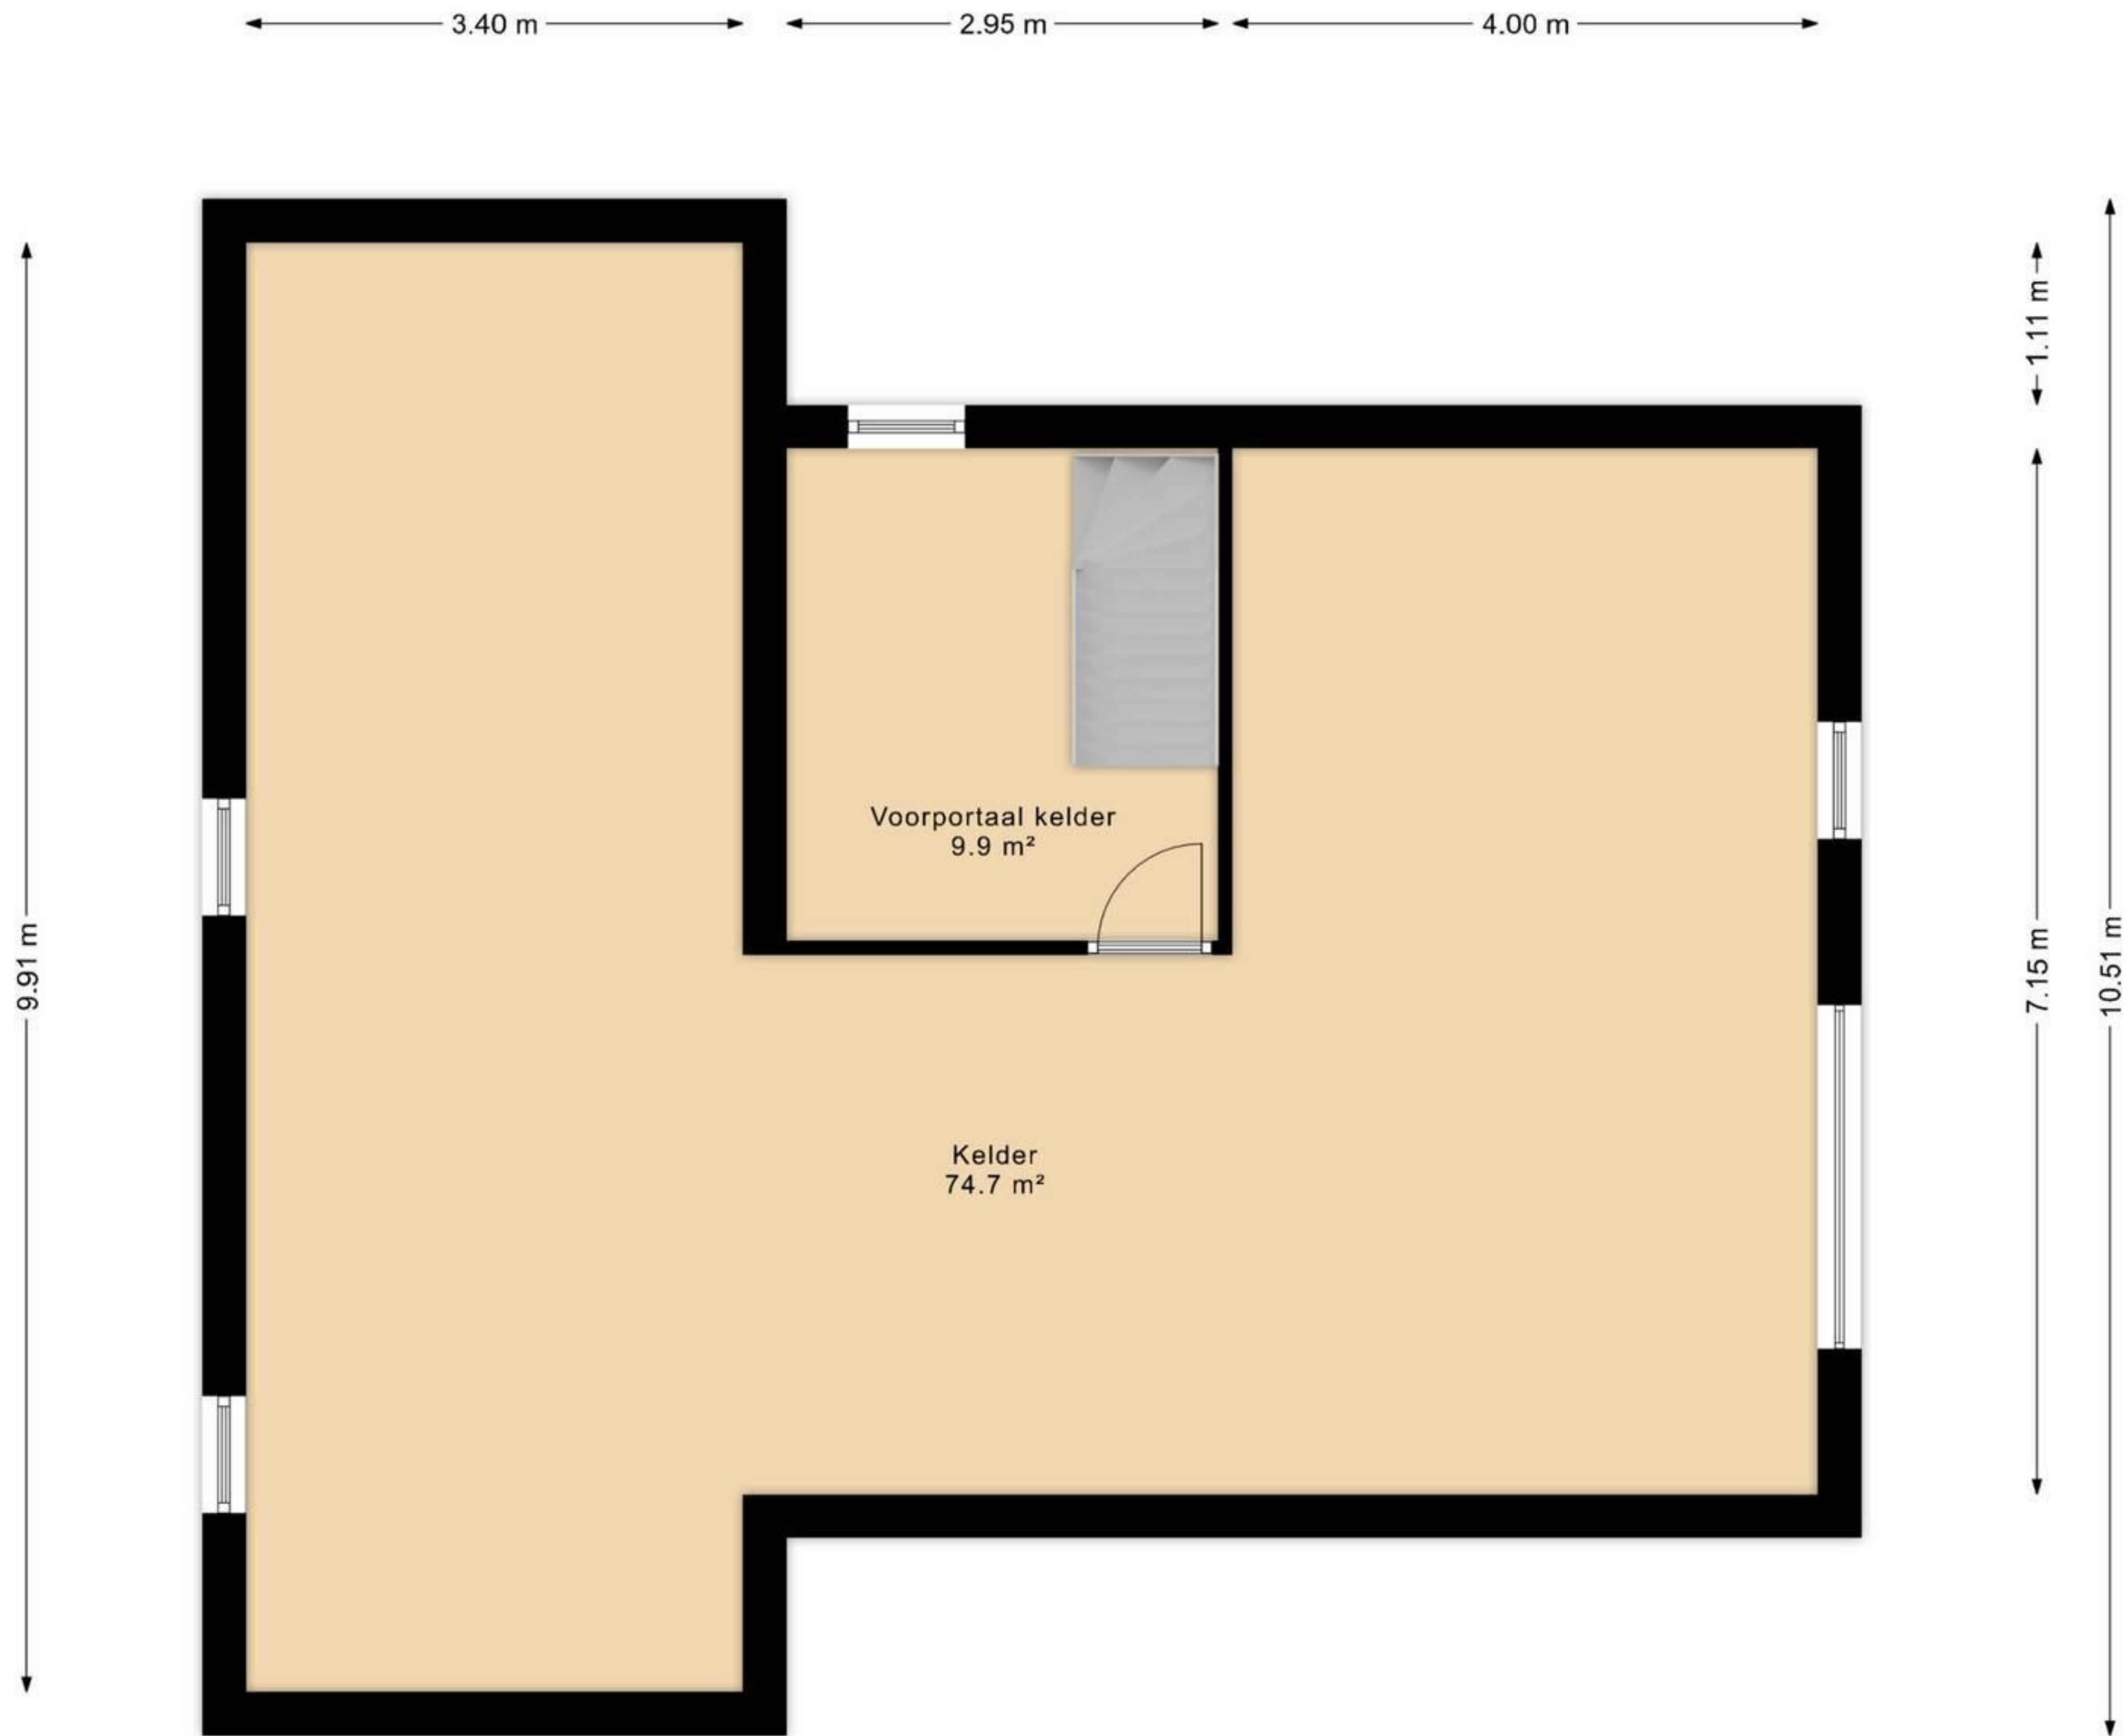 3.40 m
2.95 m
4.00 m
1.11 m
9.91 m
7.15 m
10.51 m
Voorportaal kelder
9.9 m²
Kelder
74.7 m²